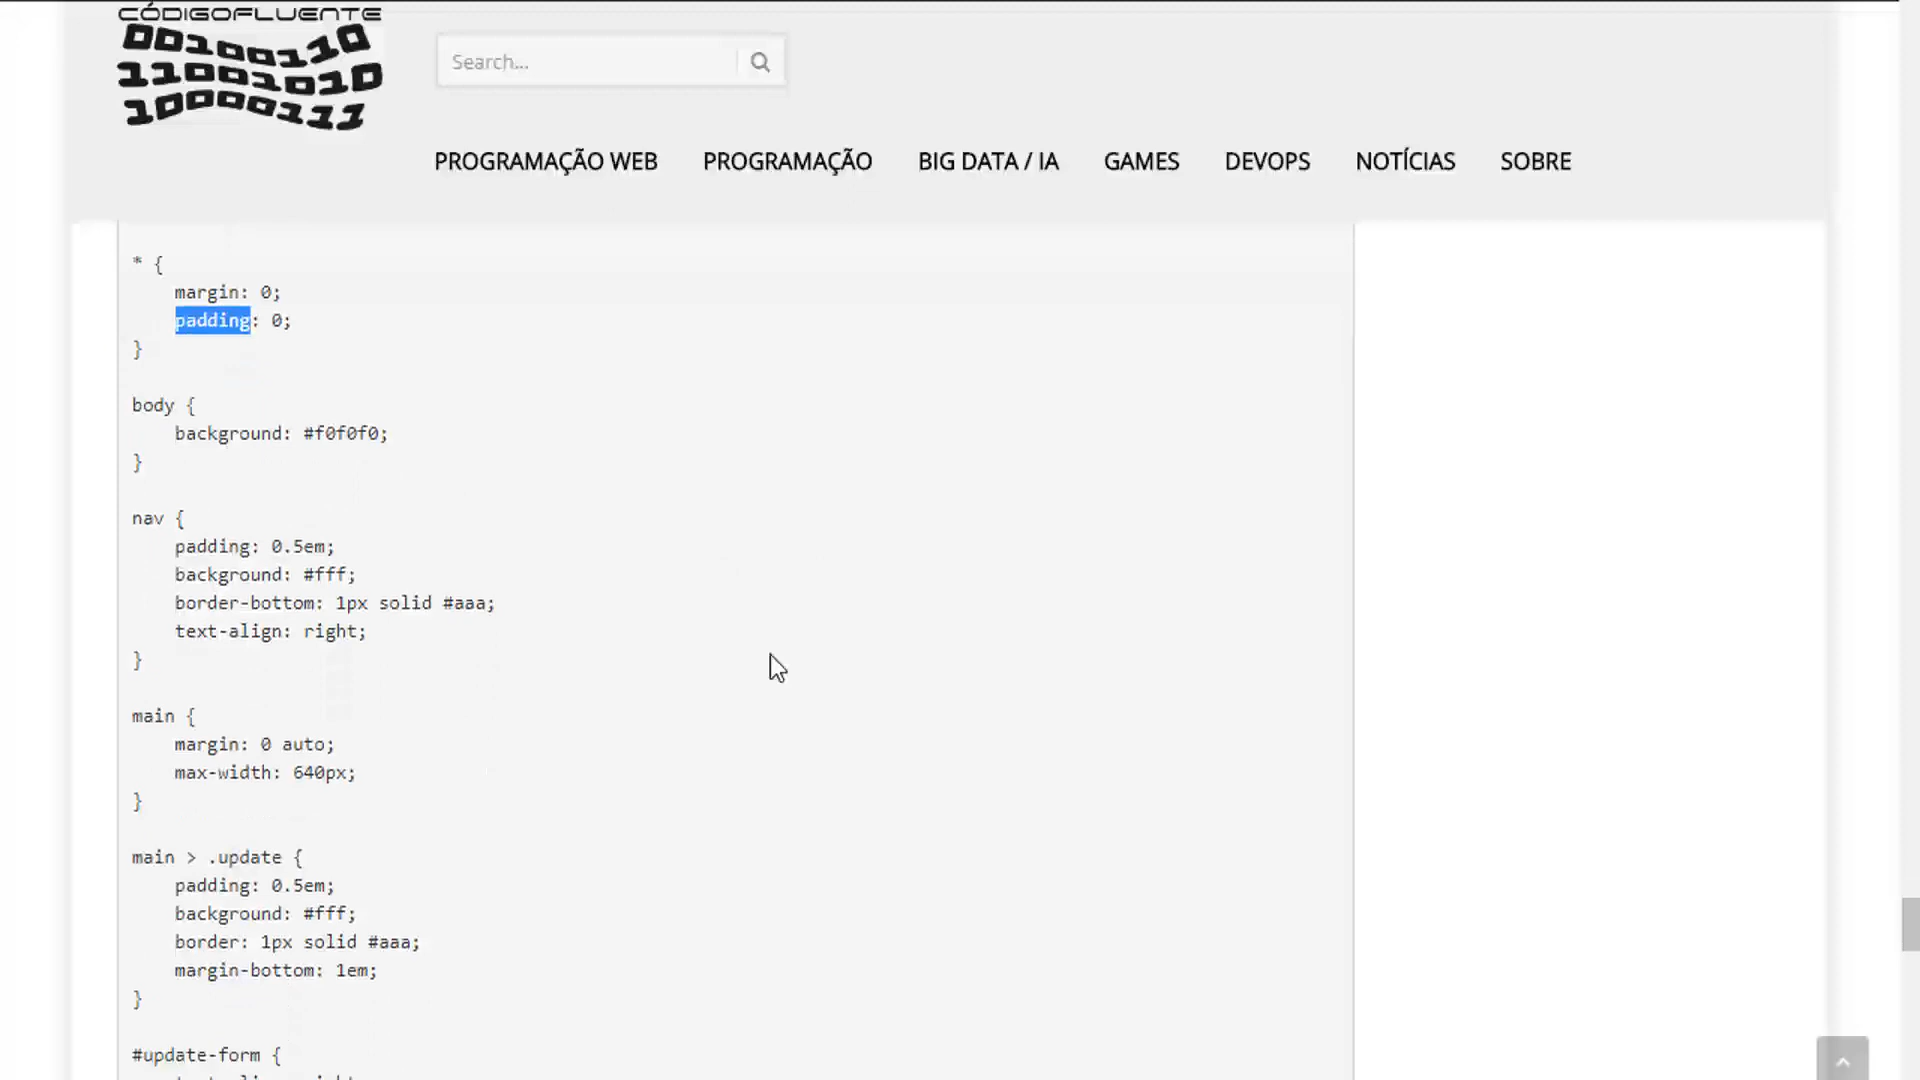 CÓDIGOFLUENTE
00100110
11001010
10000111
Search...
PROGRAMAÇÃO WEB PROGRAMAÇÃO BIG DATA / IA GAMES DEVOPS NOTÍCIAS SOBRE
* {
margin: 0;
padding: 0;
}
body {
background: #f0f0f0;
}
nav {
padding: 0.5em;
background: #fff;
border-bottom: 1px solid #aaa;
text-align: right;
}
main {
margin: 0 auto;
max-width: 640px;
}
main > .update {
padding: 0.5em;
background: #fff;
border: 1px solid #aaa;
margin-bottom: 1em;
}
#update-form {